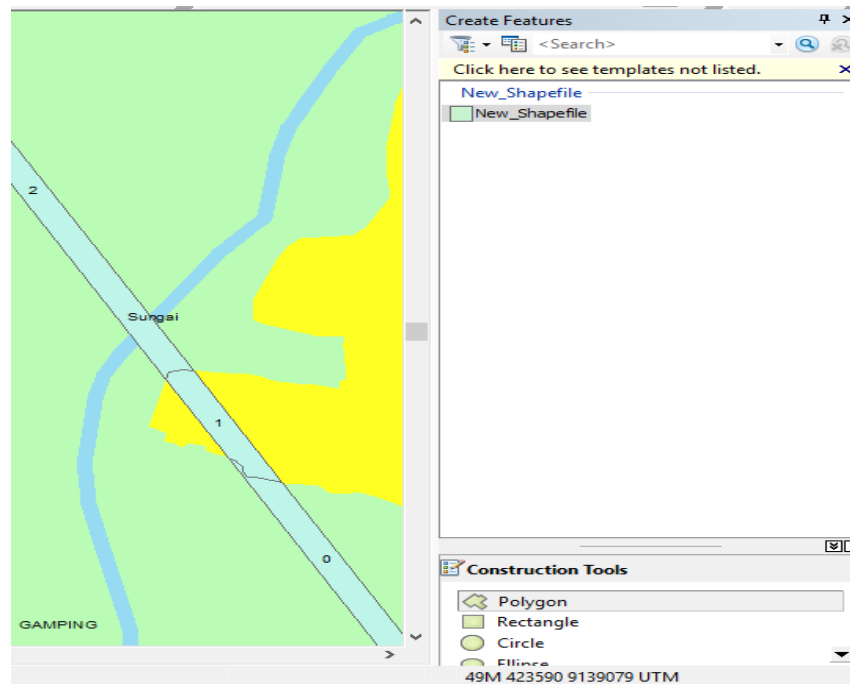 2
Sungai
1
0
GAMPING
Create Features
<Search>
Click here to see templates not listed.
New_Shapefile
New_Shapefile
Construction Tools
Polygon
Rectangle
Circle
Ellipse
49M 423590 9139079 UTM